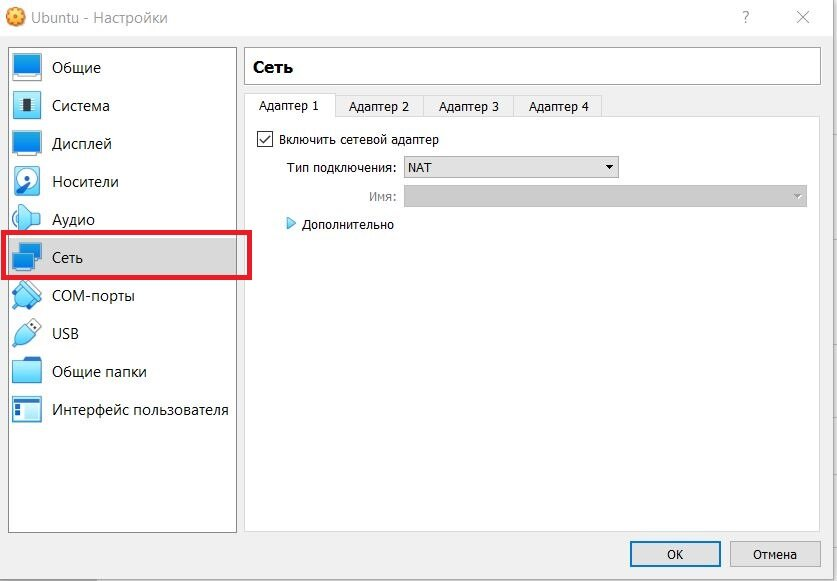 Ubuntu - Настройки
?
Общие
Система
Дисплей
Носители
Аудио
Сеть
COM-порты
USB
Общие папки
Интерфейс пользователя
Сеть
Адаптер 1
Адаптер 2
Адаптер 3
Адаптер 4
Включить сетевой адаптер
Тип подключения: NAT
Имя:
Дополнительно
OK
Отмена